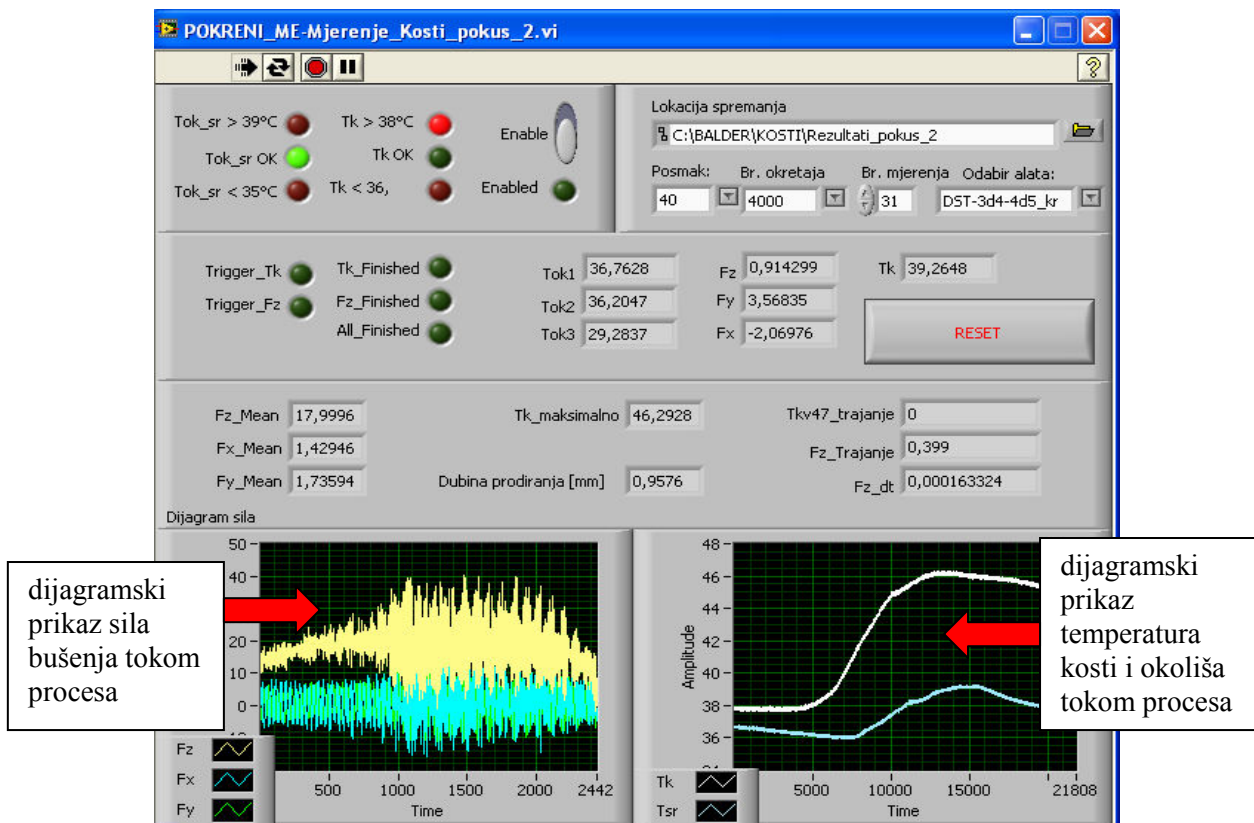 POKRENI_ME-Mjerenje_Kosti_pokus_2.vi
Tok_sr > 39°C
Tk > 38°C
Enable
Tok_sr OK
Tk OK
Tok_sr < 35°C
Tk < 36,
Enabled
Lokacija spremanja
C:\BALDER\KOSTI\Rezultati_pokus_2
Posmak: Br. okretaja Br. mjerenja Odabir alata:
40 4000 31 DST-3d4-4d5_kr
Trigger_Tk Tk_Finished Tok1 36,7628 Fz 0,914299 Tk 39,2648
Trigger_Fz Fz_Finished Tok2 36,2047 Fy 3,56835
All_Finished Tok3 29,2837 Fx -2,06976 RESET
Fz_Mean 17,9996 Tk_maksimalno 46,2928 Tkv47_trajanje 0
Fx_Mean 1,42946 Fz_Trajanje 0,399
Fy_Mean 1,73594 Dubina prodiranja [mm] 0,9576 Fz_dt 0,000163324
Dijagram sila
50
40
20
10
0
500 1000 1500 2000 2442
Time
Fz
Fx
Fy
dijagramski
prikaz sila
bušenja tokom
procesa
48
46
44
42
40
38
36
Amplitude
5000 10000 15000 21808
Time
Tk
Tsr
dijagramski
prikaz
temperatura
kosti i okoliša
tokom procesa